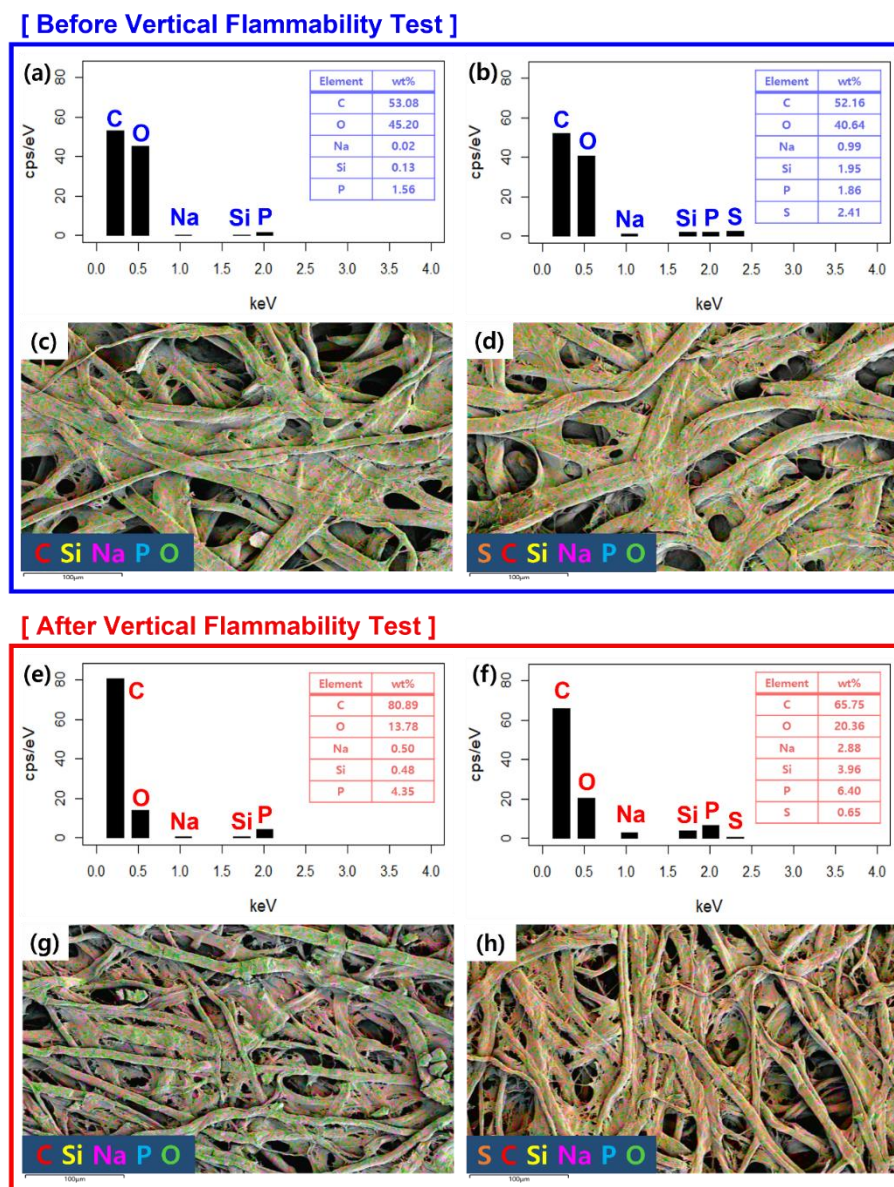 [ Before Vertical Flammability Test ]
(a)
80
60
40
20
0
cps/eV
C
O
Na
Si
P
Element wt%
C 53.08
O 45.20
Na 0.02
Si 0.13
P 1.56
0.0 0.5 1.0 1.5 2.0 2.5 3.0 3.5 4.0
keV
(b)
80
60
40
20
0
cps/eV
C
O
Na
Si
P
S
Element wt%
C 52.16
O 40.64
Na 0.99
Si 1.95
P 1.86
S 2.41
0.0 0.5 1.0 1.5 2.0 2.5 3.0 3.5 4.0
keV
(c)
C Si Na P O
100μm
(d)
S C Si Na P O
100μm
[ After Vertical Flammability Test ]
(e)
80
60
40
20
0
cps/eV
C
O
Na
Si
P
Element wt%
C 80.89
O 13.78
Na 0.50
Si 0.48
P 4.35
0.0 0.5 1.0 1.5 2.0 2.5 3.0 3.5 4.0
keV
(f)
80
60
40
20
0
cps/eV
C
O
Na
Si
P
S
Element wt%
C 65.75
O 20.36
Na 2.88
Si 3.96
P 6.40
S 0.65
0.0 0.5 1.0 1.5 2.0 2.5 3.0 3.5 4.0
keV
(g)
C Si Na P O
100μm
(h)
S C Si Na P O
100μm